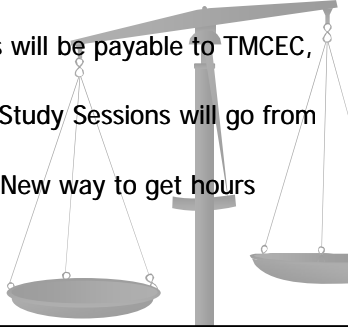 s will be payable to TMCEC,
Study Sessions will go from
New way to get hours